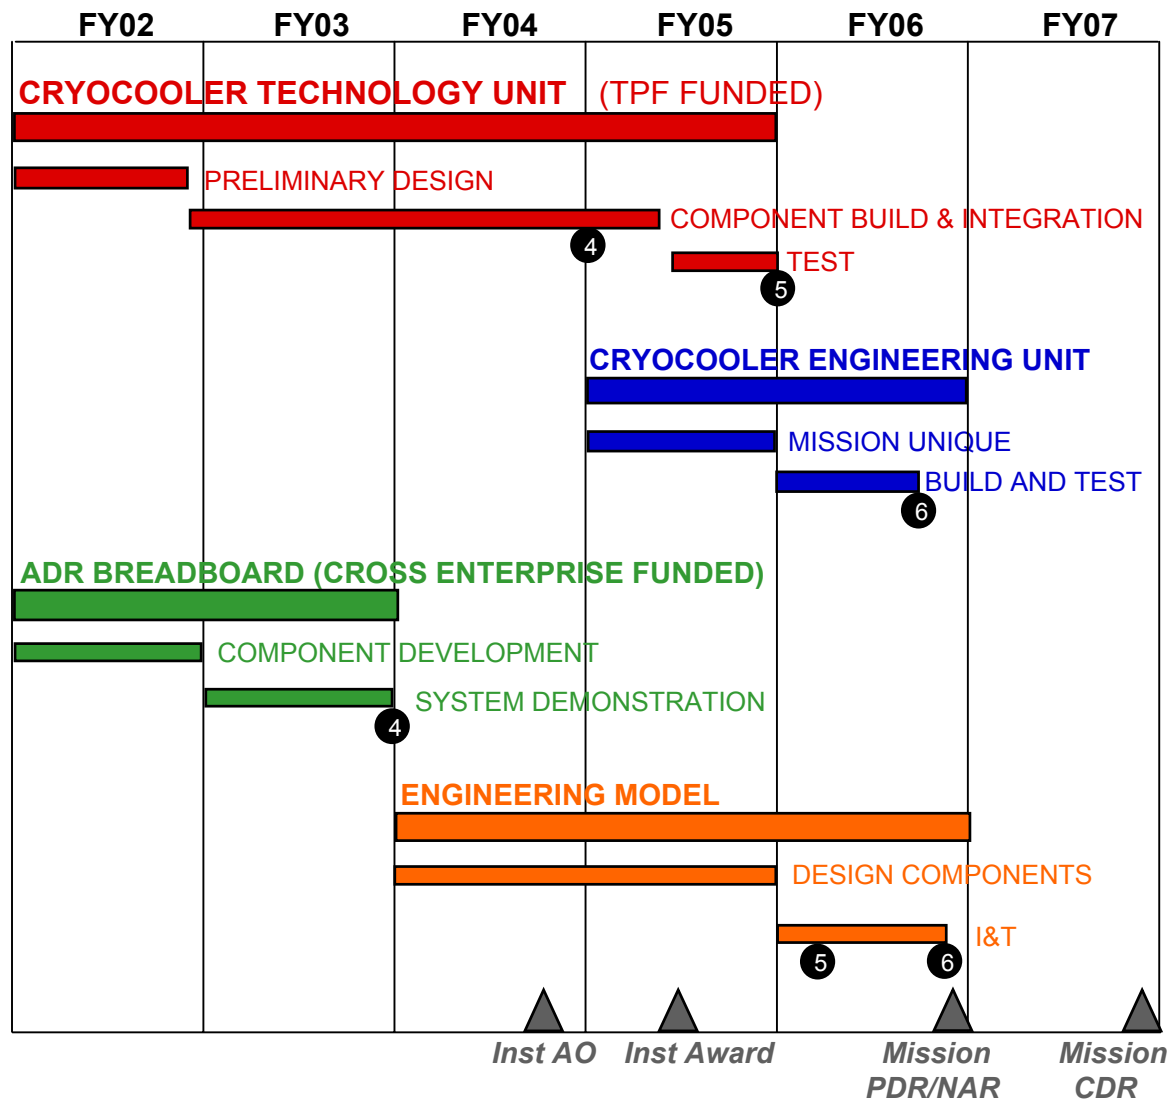 FY02 FY03 FY04 FY05 FY06 FY07
CRYOCOOLER TECHNOLOGY UNIT (TPF FUNDED)
PRELIMINARY DESIGN
COMPONENT BUILD & INTEGRATION
4
TEST
5
CRYOCOOLER ENGINEERING UNIT
MISSION UNIQUE
BUILD AND TEST
6
ADR BREADBOARD (CROSS ENTERPRISE FUNDED)
COMPONENT DEVELOPMENT
SYSTEM DEMONSTRATION
4
ENGINEERING MODEL
DESIGN COMPONENTS
I&T
5 6
Inst AO Inst Award Mission Mission
PDR/NAR CDR